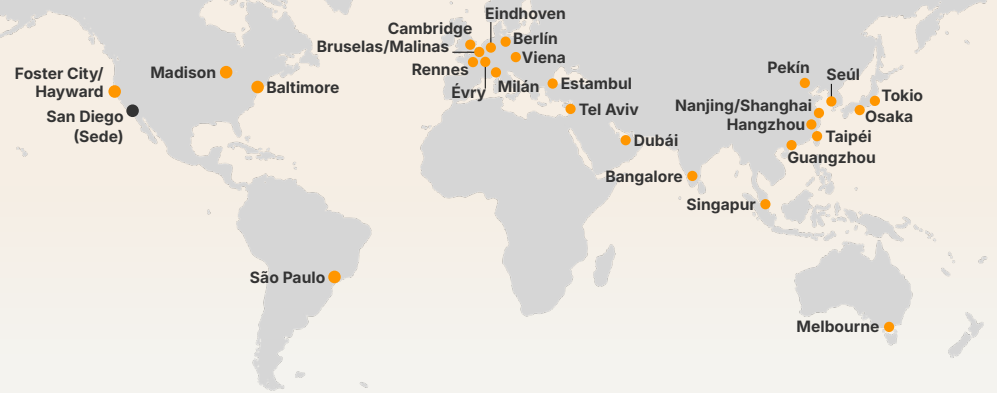 Eindhoven
Cambridge
Berlín
Bruselas/Malinas
Viena
Rennes
Évry
Milán
Estambul
Foster City/
Hayward
Madison
Baltimore
San Diego
(Sede)
Tel Aviv
Dubái
Pekín
Seúl
Tokio
Nanjing/Shanghai
Osaka
Hangzhou
Taipéi
Guangzhou
Bangalore
Singapur
São Paulo
Melbourne